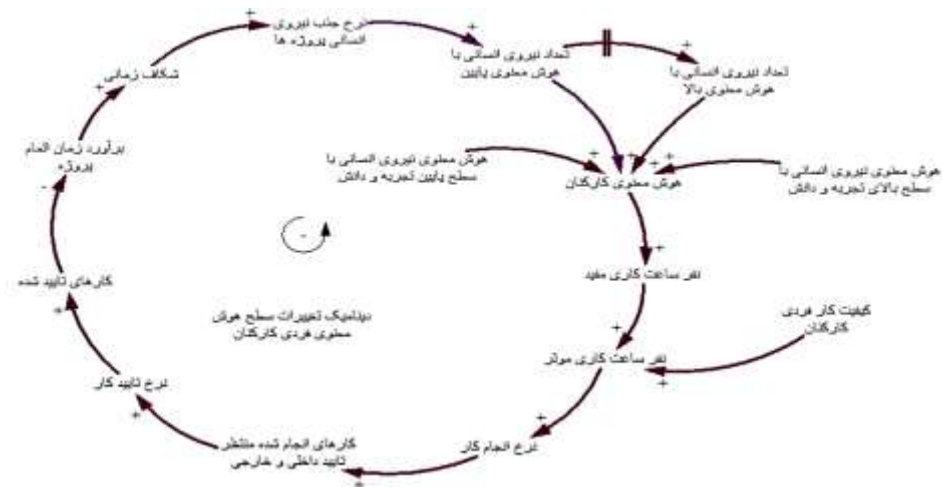 نرخ جذب نیروی
انسانی پروژه ها
تعداد نیروی انسانی با
هوش معنوی پایین
تعداد نیروی انسانی با
هوش معنوی بالا
شکاف زمانی
برآورد زمان اتمام
پروژه
هوش معنوی نیروی انسانی با
سطح پایین تجربه و دانش
هوش معنوی کارکنان
هوش معنوی نیروی انسانی با
سطح بالای تجربه و دانش
نفر ساعت کاری مفید
کارهای تایید شده
دینامیک تغییرات سطح هوش
معنوی فردی کارکنان
کیفیت کار فردی
کارکنان
نفر ساعت کاری موثر
نرخ تایید کار
نرخ انجام کار
کارهای انجام شده منتظر
تایید داخلی و خارجی